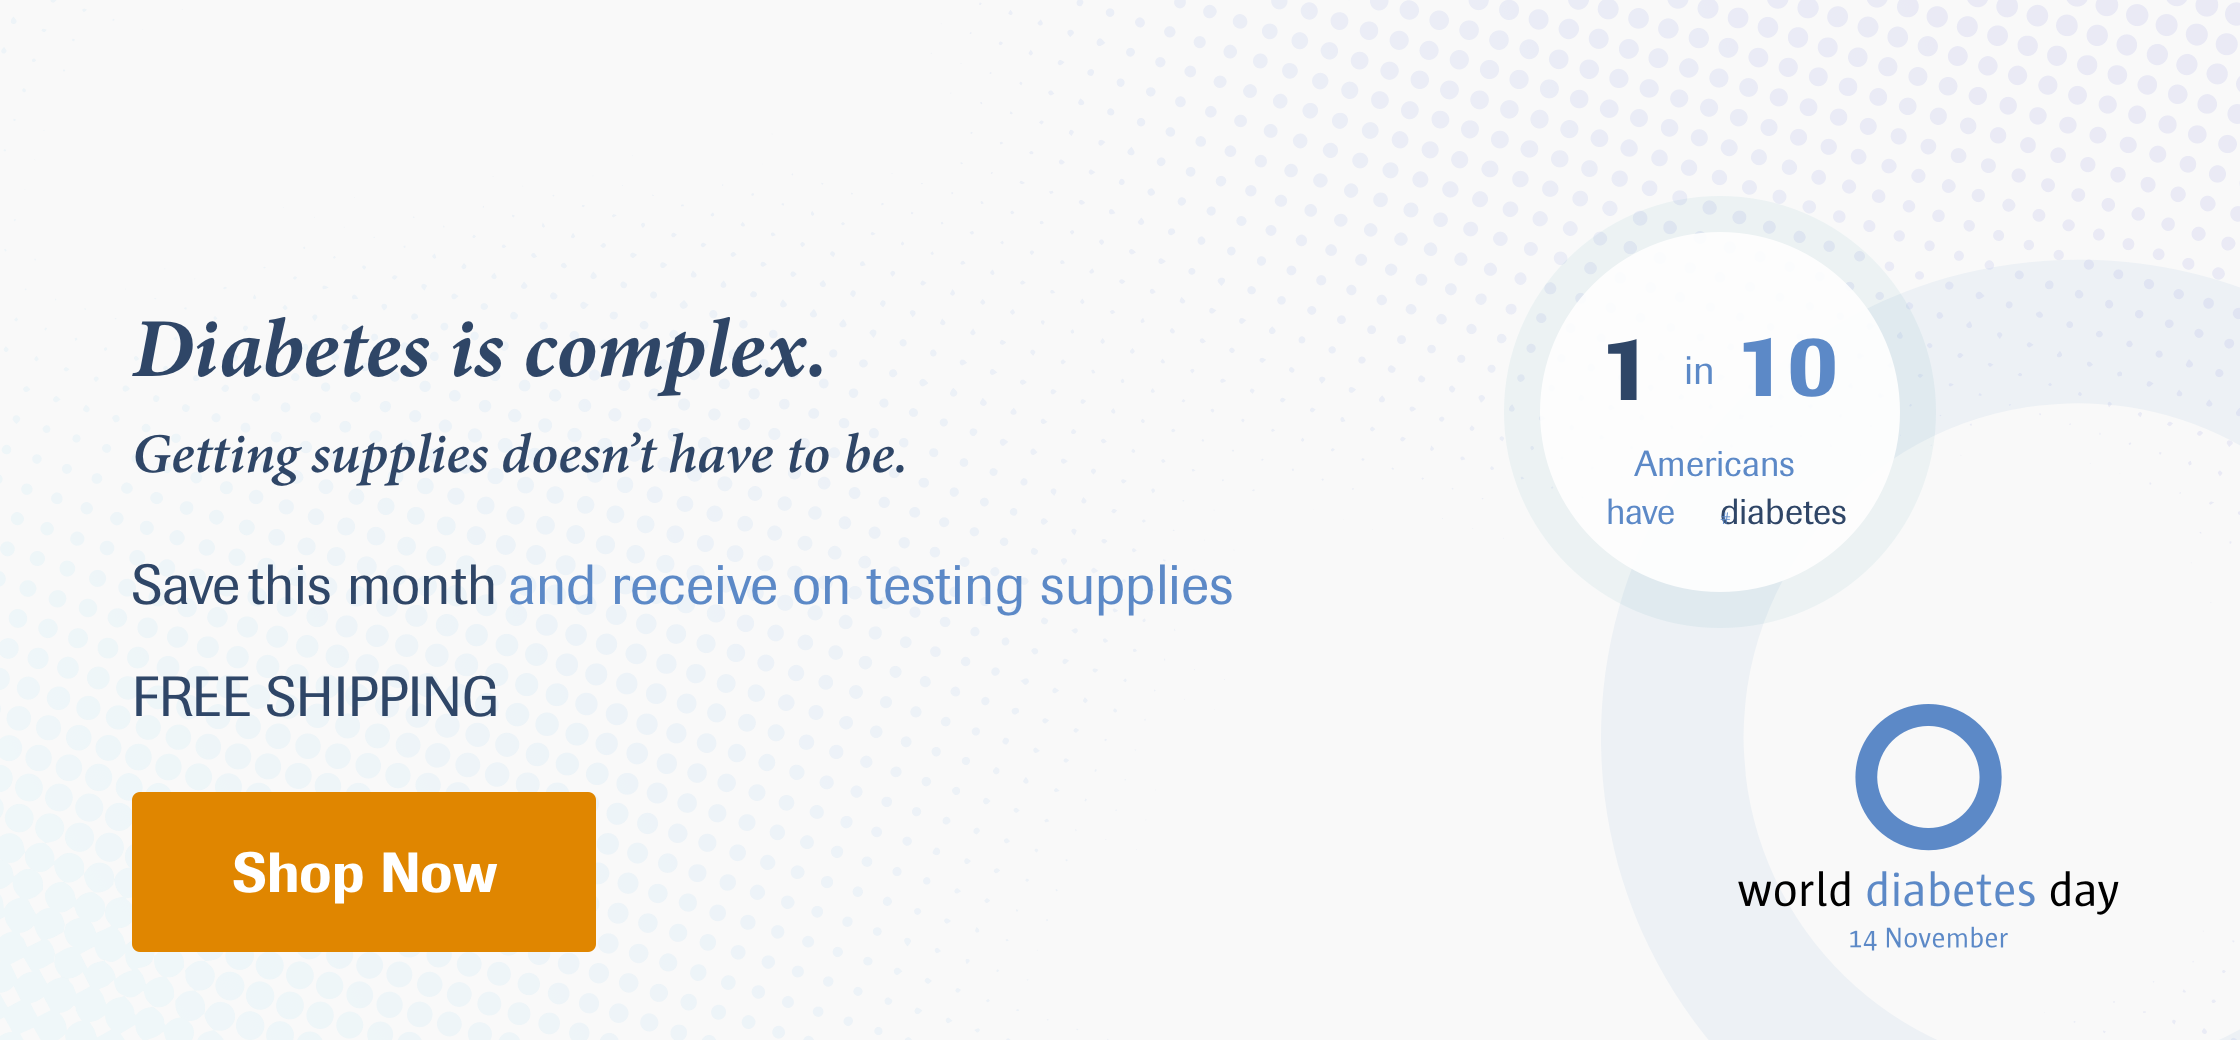 Diabetes is complex.
Getting supplies doesn’t have to be.
Save this month and receive on testing supplies
FREE SHIPPING
Shop Now
1 in 10
Americans
have #diabetes
world diabetes day
14 November